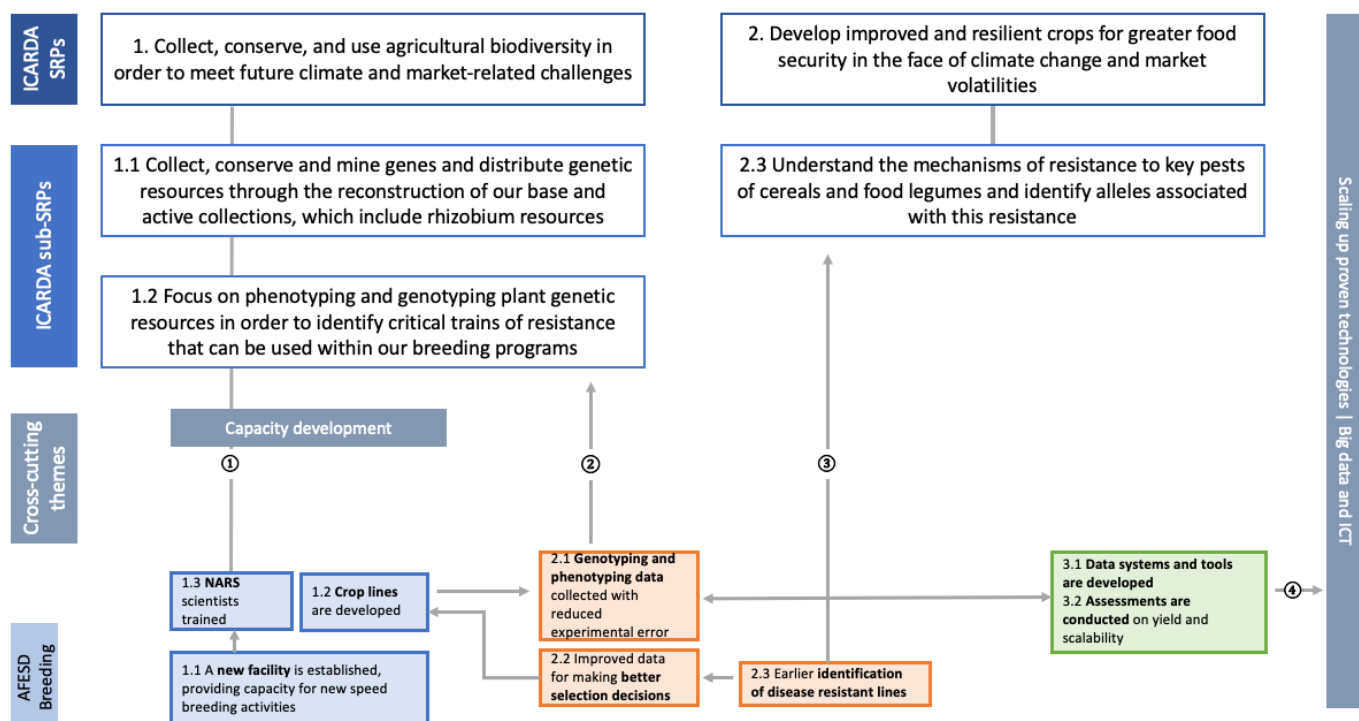 ICARDA
SRPs
1. Collect, conserve, and use agricultural biodiversity in
order to meet future climate and market-related challenges
2. Develop improved and resilient crops for greater food
security in the face of climate change and market
volatilities
ICARDA sub-SRPs
1.1 Collect, conserve and mine genes and distribute genetic
resources through the reconstruction of our base and
active collections, which include rhizobium resources
2.3 Understand the mechanisms of resistance to key pests
of cereals and food legumes and identify alleles associated
with this resistance
1.2 Focus on phenotyping and genotyping plant genetic
resources in order to identify critical trains of resistance
that can be used within our breeding programs
Cross-cutting
themes
Capacity development
①
②
③
1.3 NARS
scientists
trained
1.2 Crop lines
are developed
2.1 Genotyping and
phenotyping data
collected with
reduced
experimental error
3.1 Data systems and tools
are developed
3.2 Assessments are
conducted on yield and
scalability
④
AFESD
Breeding
1.1 A new facility is established,
providing capacity for new speed
breeding activities
2.2 Improved data
for making better
selection decisions
2.3 Earlier identification
of disease resistant lines
Scaling up proven technologies | Big data and ICT